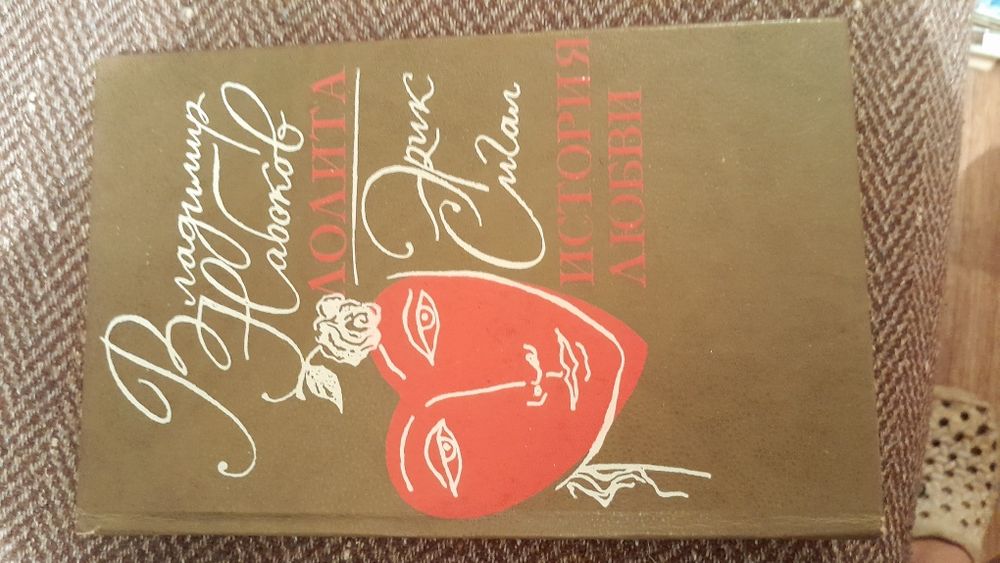 Владимир
Набоков
ЛОЛИТА
Эрик
Сигал
ИСТОРИЯ
ЛЮБВИ